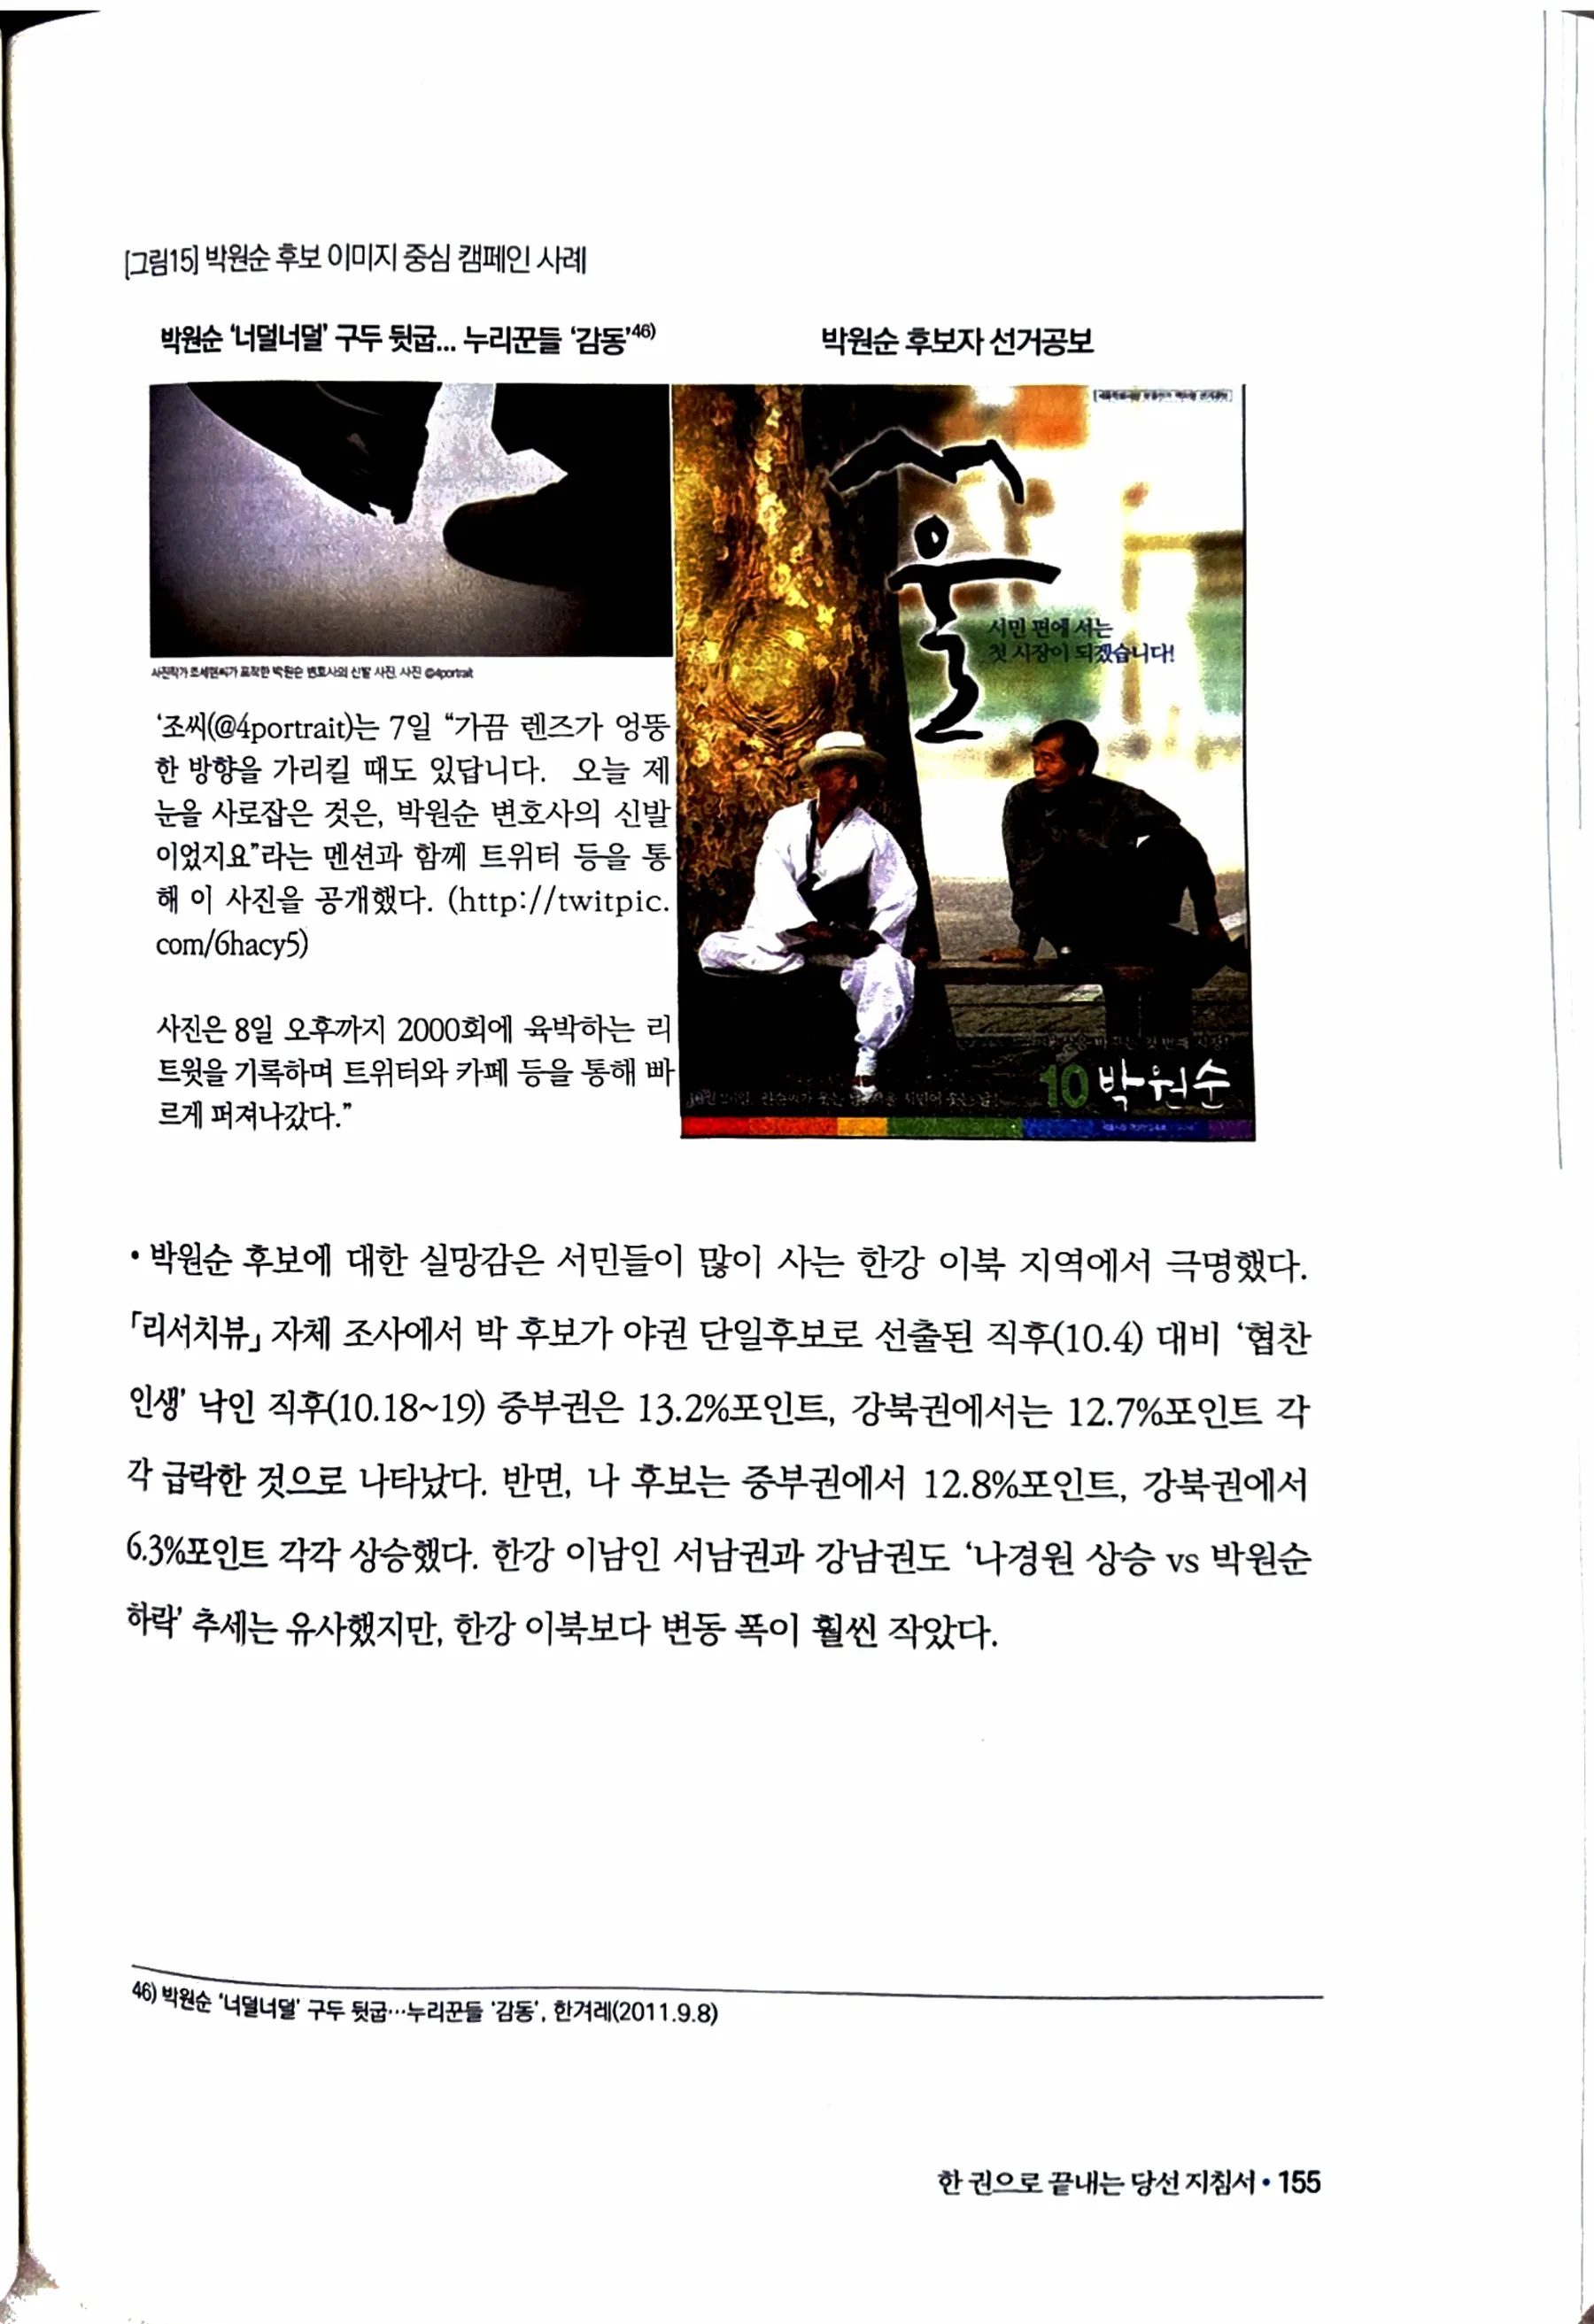 [그림15] 박원순 후보 이미지 중심 캠페인 사례
박원순 '너덜너덜' 구두 뒷굽... 누리꾼들 '감동'46)
사진작가 조세현씨가 포착한 박원순 변호사의 신발 사진. 사진 @4portrait
'조씨(@4portrait)는 7일 "가끔 렌즈가 엉뚱
한 방향을 가리킬 때도 있답니다. 오늘 제
눈을 사로잡은 것은, 박원순 변호사의 신발
이었지요"라는 멘션과 함께 트위터 등을 통
해 이 사진을 공개했다. (http://twitpic.
com/6hacy5)
사진은 8일 오후까지 2000회에 육박하는 리
트윗을 기록하며 트위터와 카페 등을 통해 빠
르게 퍼져나갔다."
박원순 후보자 선거공보
서울
시민 편에 서는
첫 시장이 되겠습니다!
10 박원순
• 박원순 후보에 대한 실망감은 서민들이 많이 사는 한강 이북 지역에서 극명했다.
「리서치뷰」 자체 조사에서 박 후보가 야권 단일후보로 선출된 직후(10.4) 대비 '협찬
인생' 낙인 직후(10.18~19) 중부권은 13.2%포인트, 강북권에서는 12.7%포인트 각
각 급락한 것으로 나타났다. 반면, 나 후보는 중부권에서 12.8%포인트, 강북권에서
6.3%포인트 각각 상승했다. 한강 이남인 서남권과 강남권도 '나경원 상승 vs 박원순
하락' 추세는 유사했지만, 한강 이북보다 변동 폭이 훨씬 작았다.
46) 박원순 '너덜너덜' 구두 뒷굽…누리꾼들 '감동', 한겨레(2011.9.8)
한 권으로 끝내는 당선 지침서 • 155